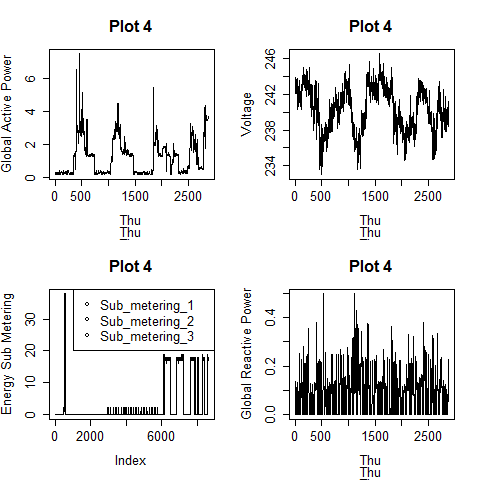 Plot 4
Global Active Power
0 2 4 6
0 500 1500 2500
Thu
Thu
Plot 4
Voltage
234 238 242 246
0 500 1500 2500
Thu
Thu
Plot 4
Energy Sub Metering
0 10 20 30
Sub_metering_1
Sub_metering_2
Sub_metering_3
0 2000 6000
Index
Plot 4
Global Reactive Power
0.0 0.2 0.4
0 500 1500 2500
Thu
Thu